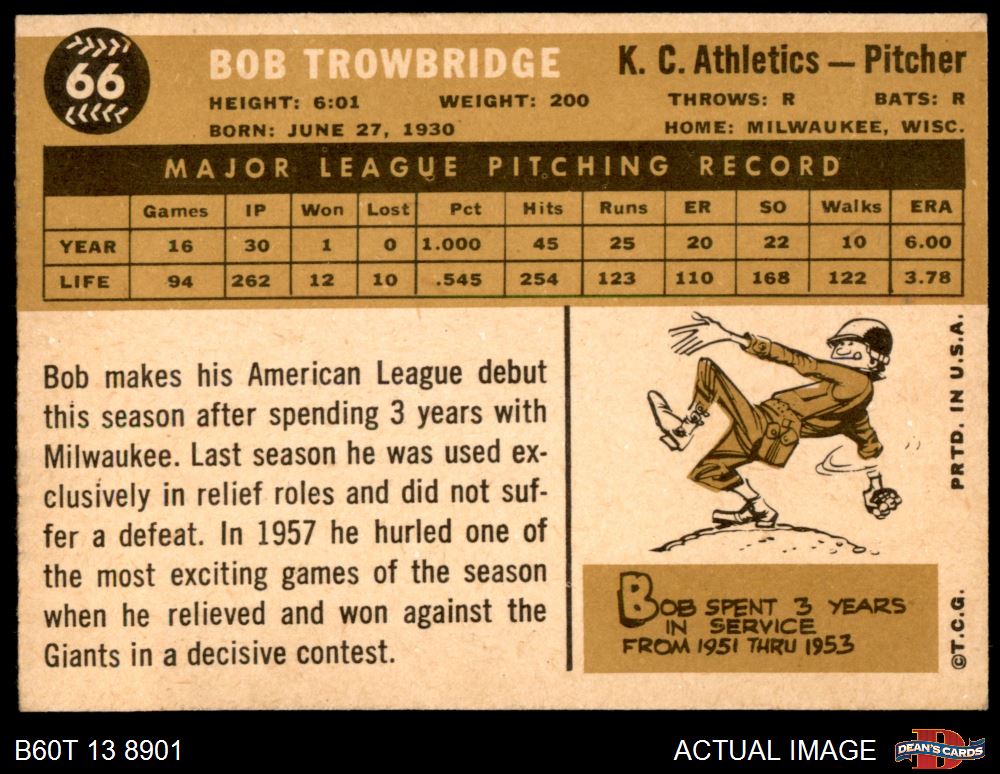 66
BOB TROWBRIDGE
K. C. Athletics — Pitcher
HEIGHT: 6:01 WEIGHT: 200 THROWS: R BATS: R
BORN: JUNE 27, 1930 HOME: MILWAUKEE, WISC.
MAJOR LEAGUE PITCHING RECORD
Games IP Won Lost Pct Hits Runs ER SO Walks ERA
YEAR 16 30 1 0 1.000 45 25 20 22 10 6.00
LIFE 94 262 12 10 .545 254 123 110 168 122 3.78
Bob makes his American League debut
this season after spending 3 years with
Milwaukee. Last season he was used ex-
clusively in relief roles and did not suf-
fer a defeat. In 1957 he hurled one of
the most exciting games of the season
when he relieved and won against the
Giants in a decisive contest.
BOB SPENT 3 YEARS
IN SERVICE
FROM 1951 THRU 1953
PRTD. IN U.S.A.
©T.C.G.
B60T 13 8901
ACTUAL IMAGE
D
DEAN'S CARDS